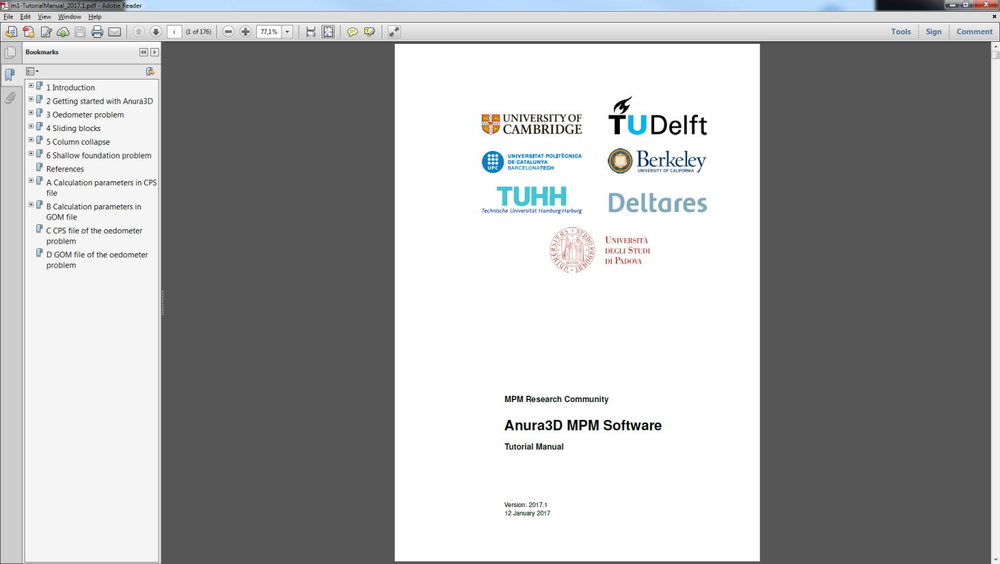 m1-TutorialManual_2017.1.pdf - Adobe Reader
File Edit View Window Help
i (1 of 176) 77,1% Tools Sign Comment
Bookmarks
1 Introduction
2 Getting started with Anura3D
3 Oedometer problem
4 Sliding blocks
5 Column collapse
6 Shallow foundation problem
References
A Calculation parameters in CPS
file
B Calculation parameters in
GOM file
C CPS file of the oedometer
problem
D GOM file of the oedometer
problem
UNIVERSITY OF
CAMBRIDGE
TUDelft
UPC
UNIVERSITAT POLITÈCNICA
DE CATALUNYA
BARCELONATECH
Berkeley
UNIVERSITY OF CALIFORNIA
TUHH
Technische Universität Hamburg-Harburg
Deltares
UNIVERSITÀ
DEGLI STUDI
DI PADOVA
MPM Research Community
Anura3D MPM Software
Tutorial Manual
Version: 2017.1
12 January 2017